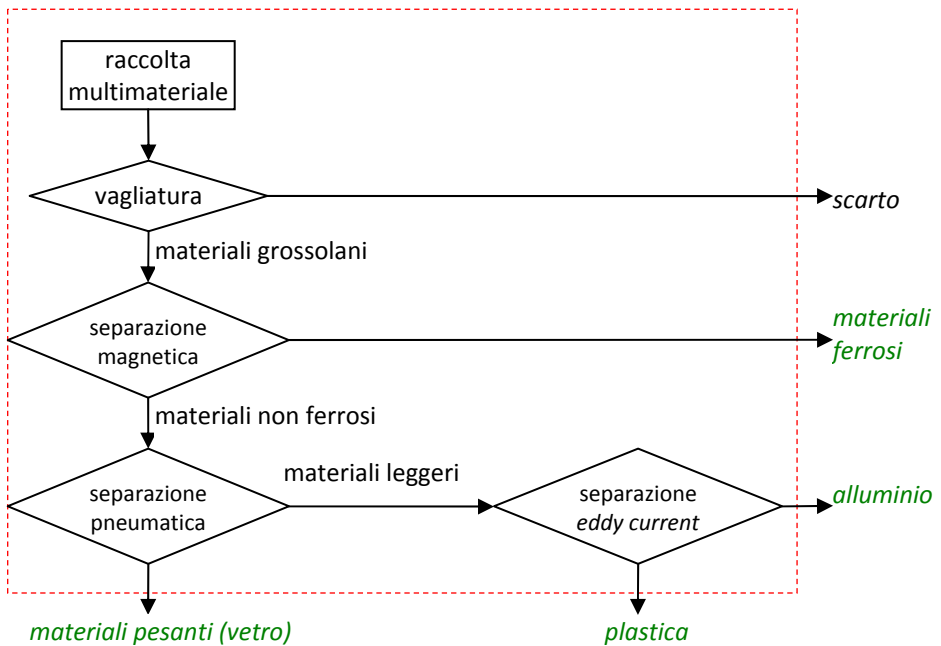 raccolta
multimateriale
vagliatura
scarto
materiali grossolani
separazione
magnetica
materiali
ferrosi
materiali non ferrosi
separazione
pneumatica
materiali leggeri
separazione
eddy current
alluminio
materiali pesanti (vetro)
plastica